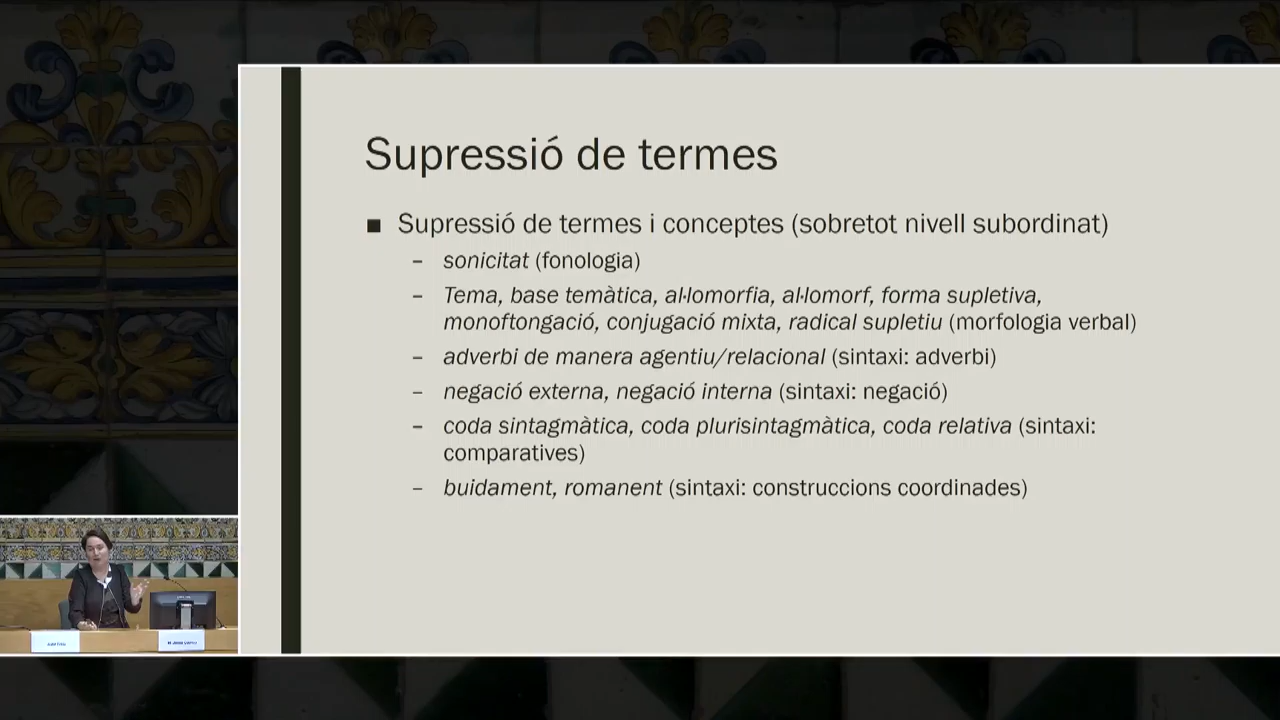 Supressió de termes
■ Supressió de termes i conceptes (sobretot nivell subordinat)
– sonicitat (fonologia)
– Tema, base temàtica, al·lomorfia, al·lomorf, forma supletiva,
monoftongació, conjugació mixta, radical supletiu (morfologia verbal)
– adverbi de manera agentiu/relacional (sintaxi: adverbi)
– negació externa, negació interna (sintaxi: negació)
– coda sintagmàtica, coda plurisintagmàtica, coda relativa (sintaxi:
comparatives)
– buidament, romanent (sintaxi: construccions coordinades)